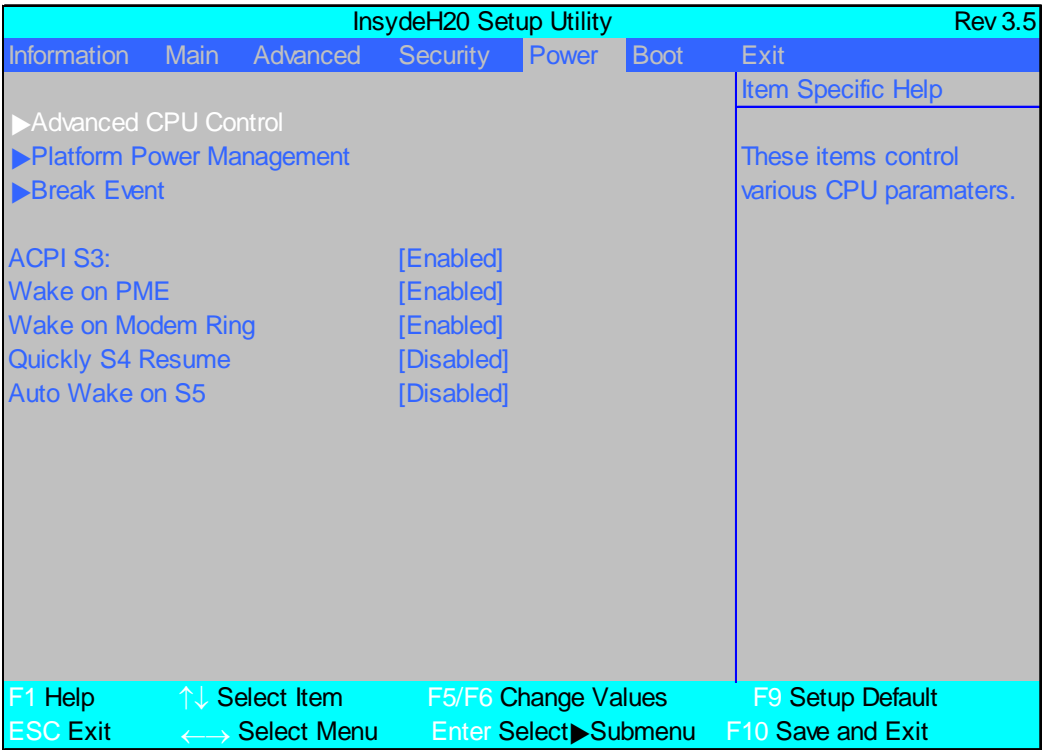 InsydeH20 Setup Utility Rev 3.5
Information Main Advanced Security Power Boot Exit
Item Specific Help
▶Advanced CPU Control
▶Platform Power Management
▶Break Event
These items control
various CPU paramaters.
ACPI S3: [Enabled]
Wake on PME [Enabled]
Wake on Modem Ring [Enabled]
Quickly S4 Resume [Disabled]
Auto Wake on S5 [Disabled]
F1 Help ↑↓ Select Item F5/F6 Change Values F9 Setup Default
ESC Exit ←→ Select Menu Enter Select▶Submenu F10 Save and Exit